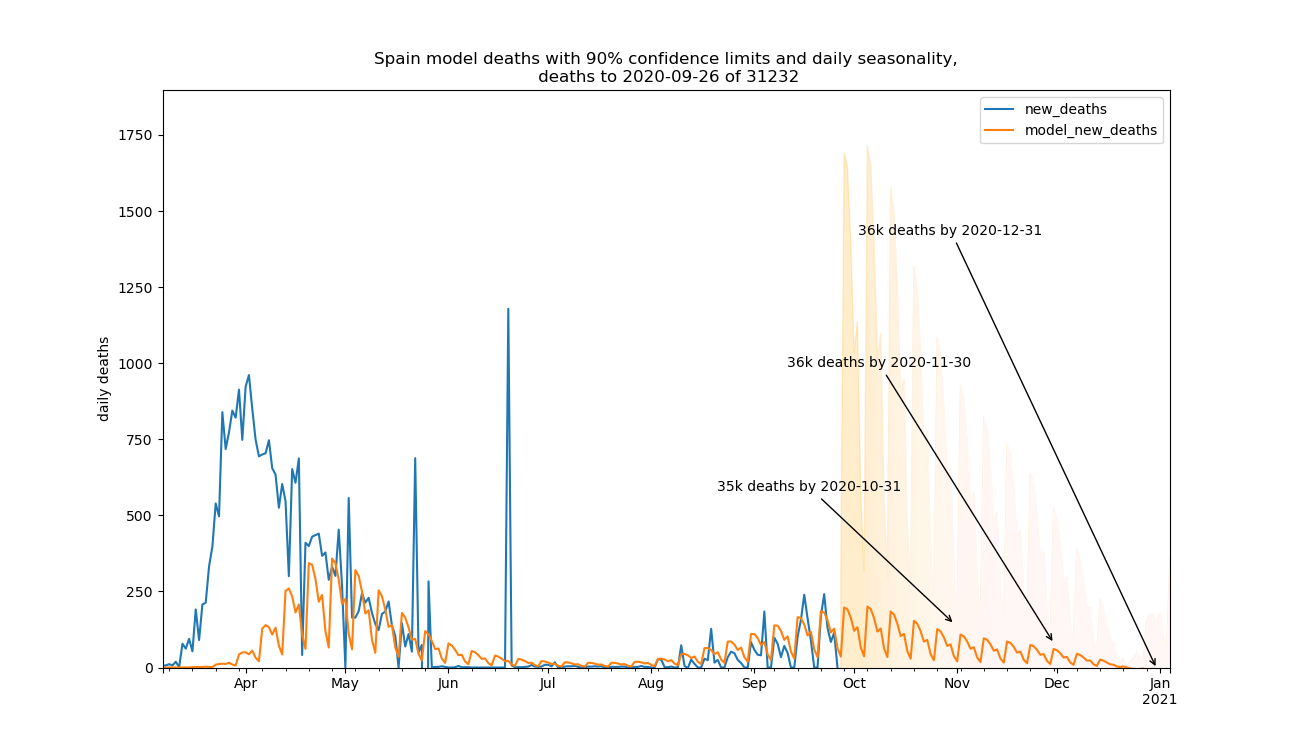 Spain model deaths with 90% confidence limits and daily seasonality,
deaths to 2020-09-26 of 31232
new_deaths
model_new_deaths
daily deaths
1750
1500
1250
1000
750
500
250
0
36k deaths by 2020-12-31
36k deaths by 2020-11-30
35k deaths by 2020-10-31
Apr May Jun Jul Aug Sep Oct Nov Dec Jan
2021